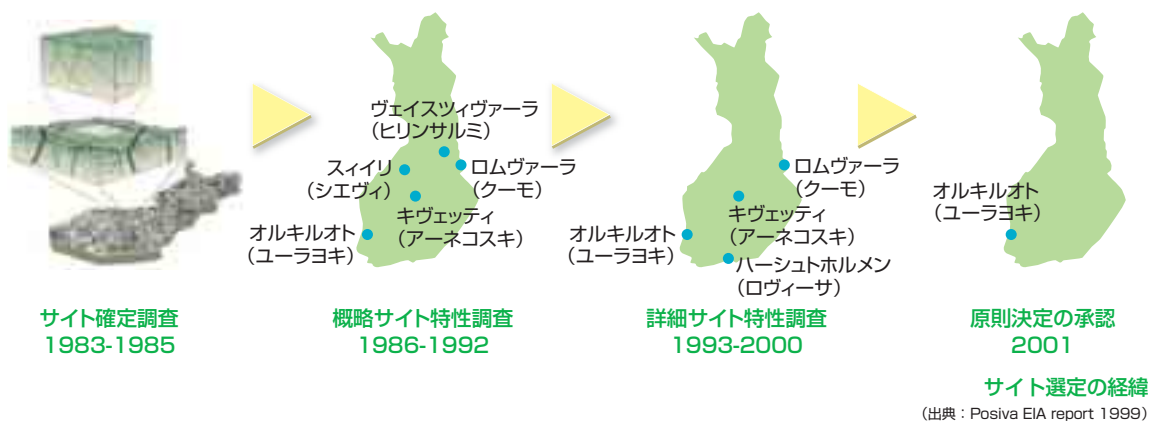 ヴェイスツィヴァーラ
（ヒリンサルミ）
スィイリ
（シエヴィ）
ロムヴァーラ
（クーモ）
キヴェッティ
（アーネコスキ）
オルキルオト
（ユーラヨキ）
ロムヴァーラ
（クーモ）
キヴェッティ
（アーネコスキ）
オルキルオト
（ユーラヨキ）
ハーシュトホルメン
（ロヴィーサ）
オルキルオト
（ユーラヨキ）
サイト確定調査
1983-1985
概略サイト特性調査
1986-1992
詳細サイト特性調査
1993-2000
原則決定の承認
2001
サイト選定の経緯
（出典：Posiva EIA report 1999）